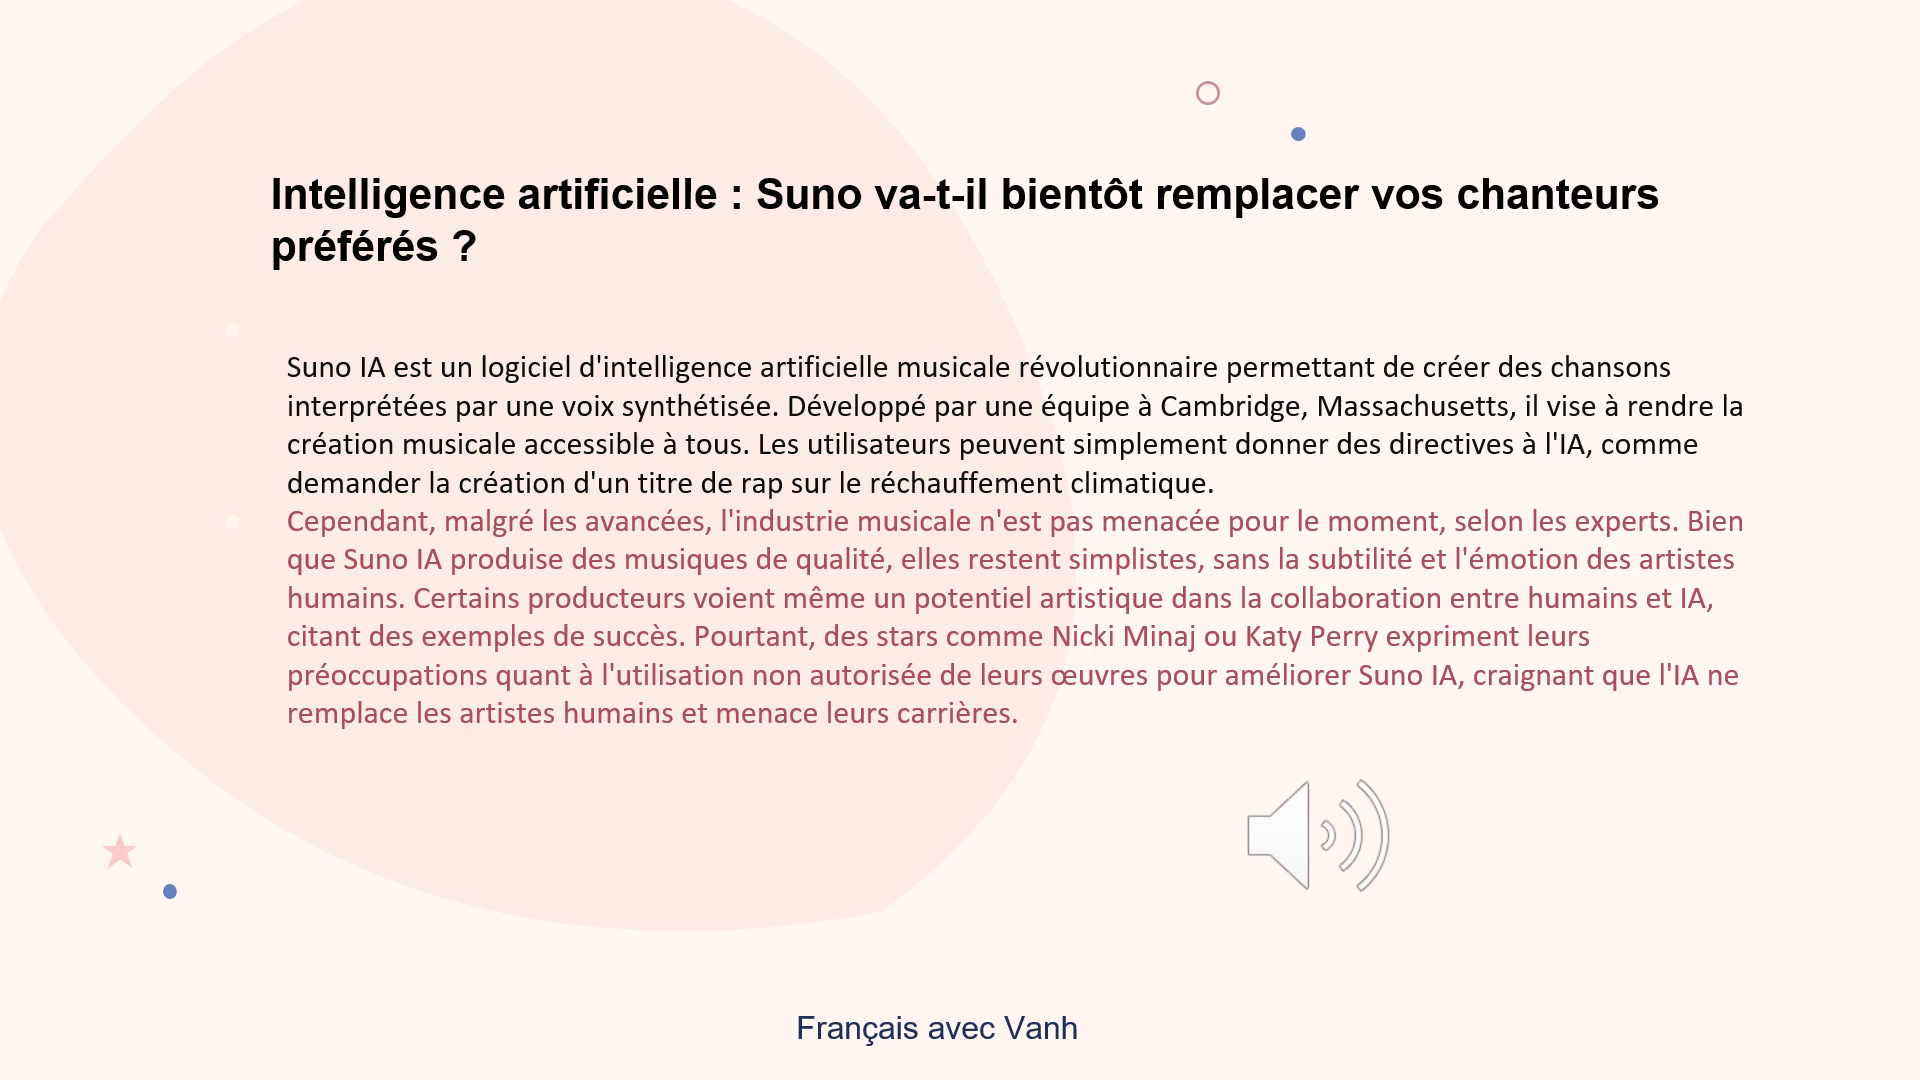 Intelligence artificielle : Suno va-t-il bientôt remplacer vos chanteurs
préférés ?
Suno IA est un logiciel d'intelligence artificielle musicale révolutionnaire permettant de créer des chansons
interprétées par une voix synthétisée. Développé par une équipe à Cambridge, Massachusetts, il vise à rendre la
création musicale accessible à tous. Les utilisateurs peuvent simplement donner des directives à l'IA, comme
demander la création d'un titre de rap sur le réchauffement climatique.
Cependant, malgré les avancées, l'industrie musicale n'est pas menacée pour le moment, selon les experts. Bien
que Suno IA produise des musiques de qualité, elles restent simplistes, sans la subtilité et l'émotion des artistes
humains. Certains producteurs voient même un potentiel artistique dans la collaboration entre humains et IA,
citant des exemples de succès. Pourtant, des stars comme Nicki Minaj ou Katy Perry expriment leurs
préoccupations quant à l'utilisation non autorisée de leurs œuvres pour améliorer Suno IA, craignant que l'IA ne
remplace les artistes humains et menace leurs carrières.
Français avec Vanh